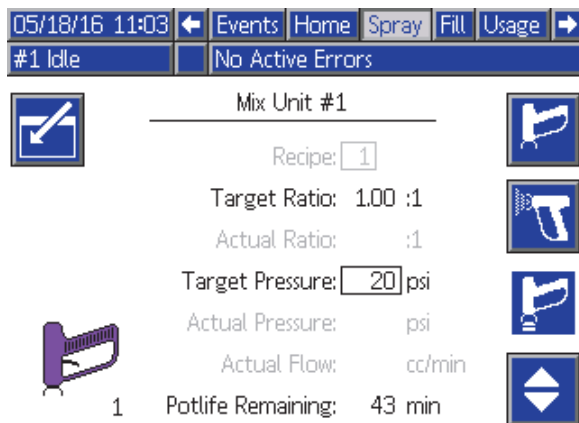 05/18/16 11:03 Events Home Spray Fill Usage
#1 Idle No Active Errors
Mix Unit #1
Recipe: 1
Target Ratio: 1.00 :1
Actual Ratio: :1
Target Pressure: 20 psi
Actual Pressure: psi
Actual Flow: cc/min
1 Potlife Remaining: 43 min